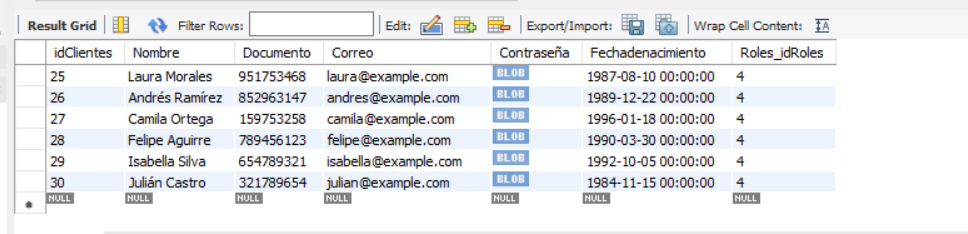 Result Grid Filter Rows: Edit: Export/Import: Wrap Cell Content: IA
idClientes Nombre Documento Correo Contraseña Fechadenacimiento Roles_idRoles
25 Laura Morales 951753468 laura@example.com BLOB 1987-08-10 00:00:00 4
26 Andrés Ramírez 852963147 andres@example.com BLOB 1989-12-22 00:00:00 4
27 Camila Ortega 159753258 camila@example.com BLOB 1996-01-18 00:00:00 4
28 Felipe Aguirre 789456123 felipe@example.com BLOB 1990-03-30 00:00:00 4
29 Isabella Silva 654789321 isabella@example.com BLOB 1992-10-05 00:00:00 4
30 Julián Castro 321789654 julian@example.com BLOB 1984-11-15 00:00:00 4
NULL NULL NULL NULL NULL NULL NULL